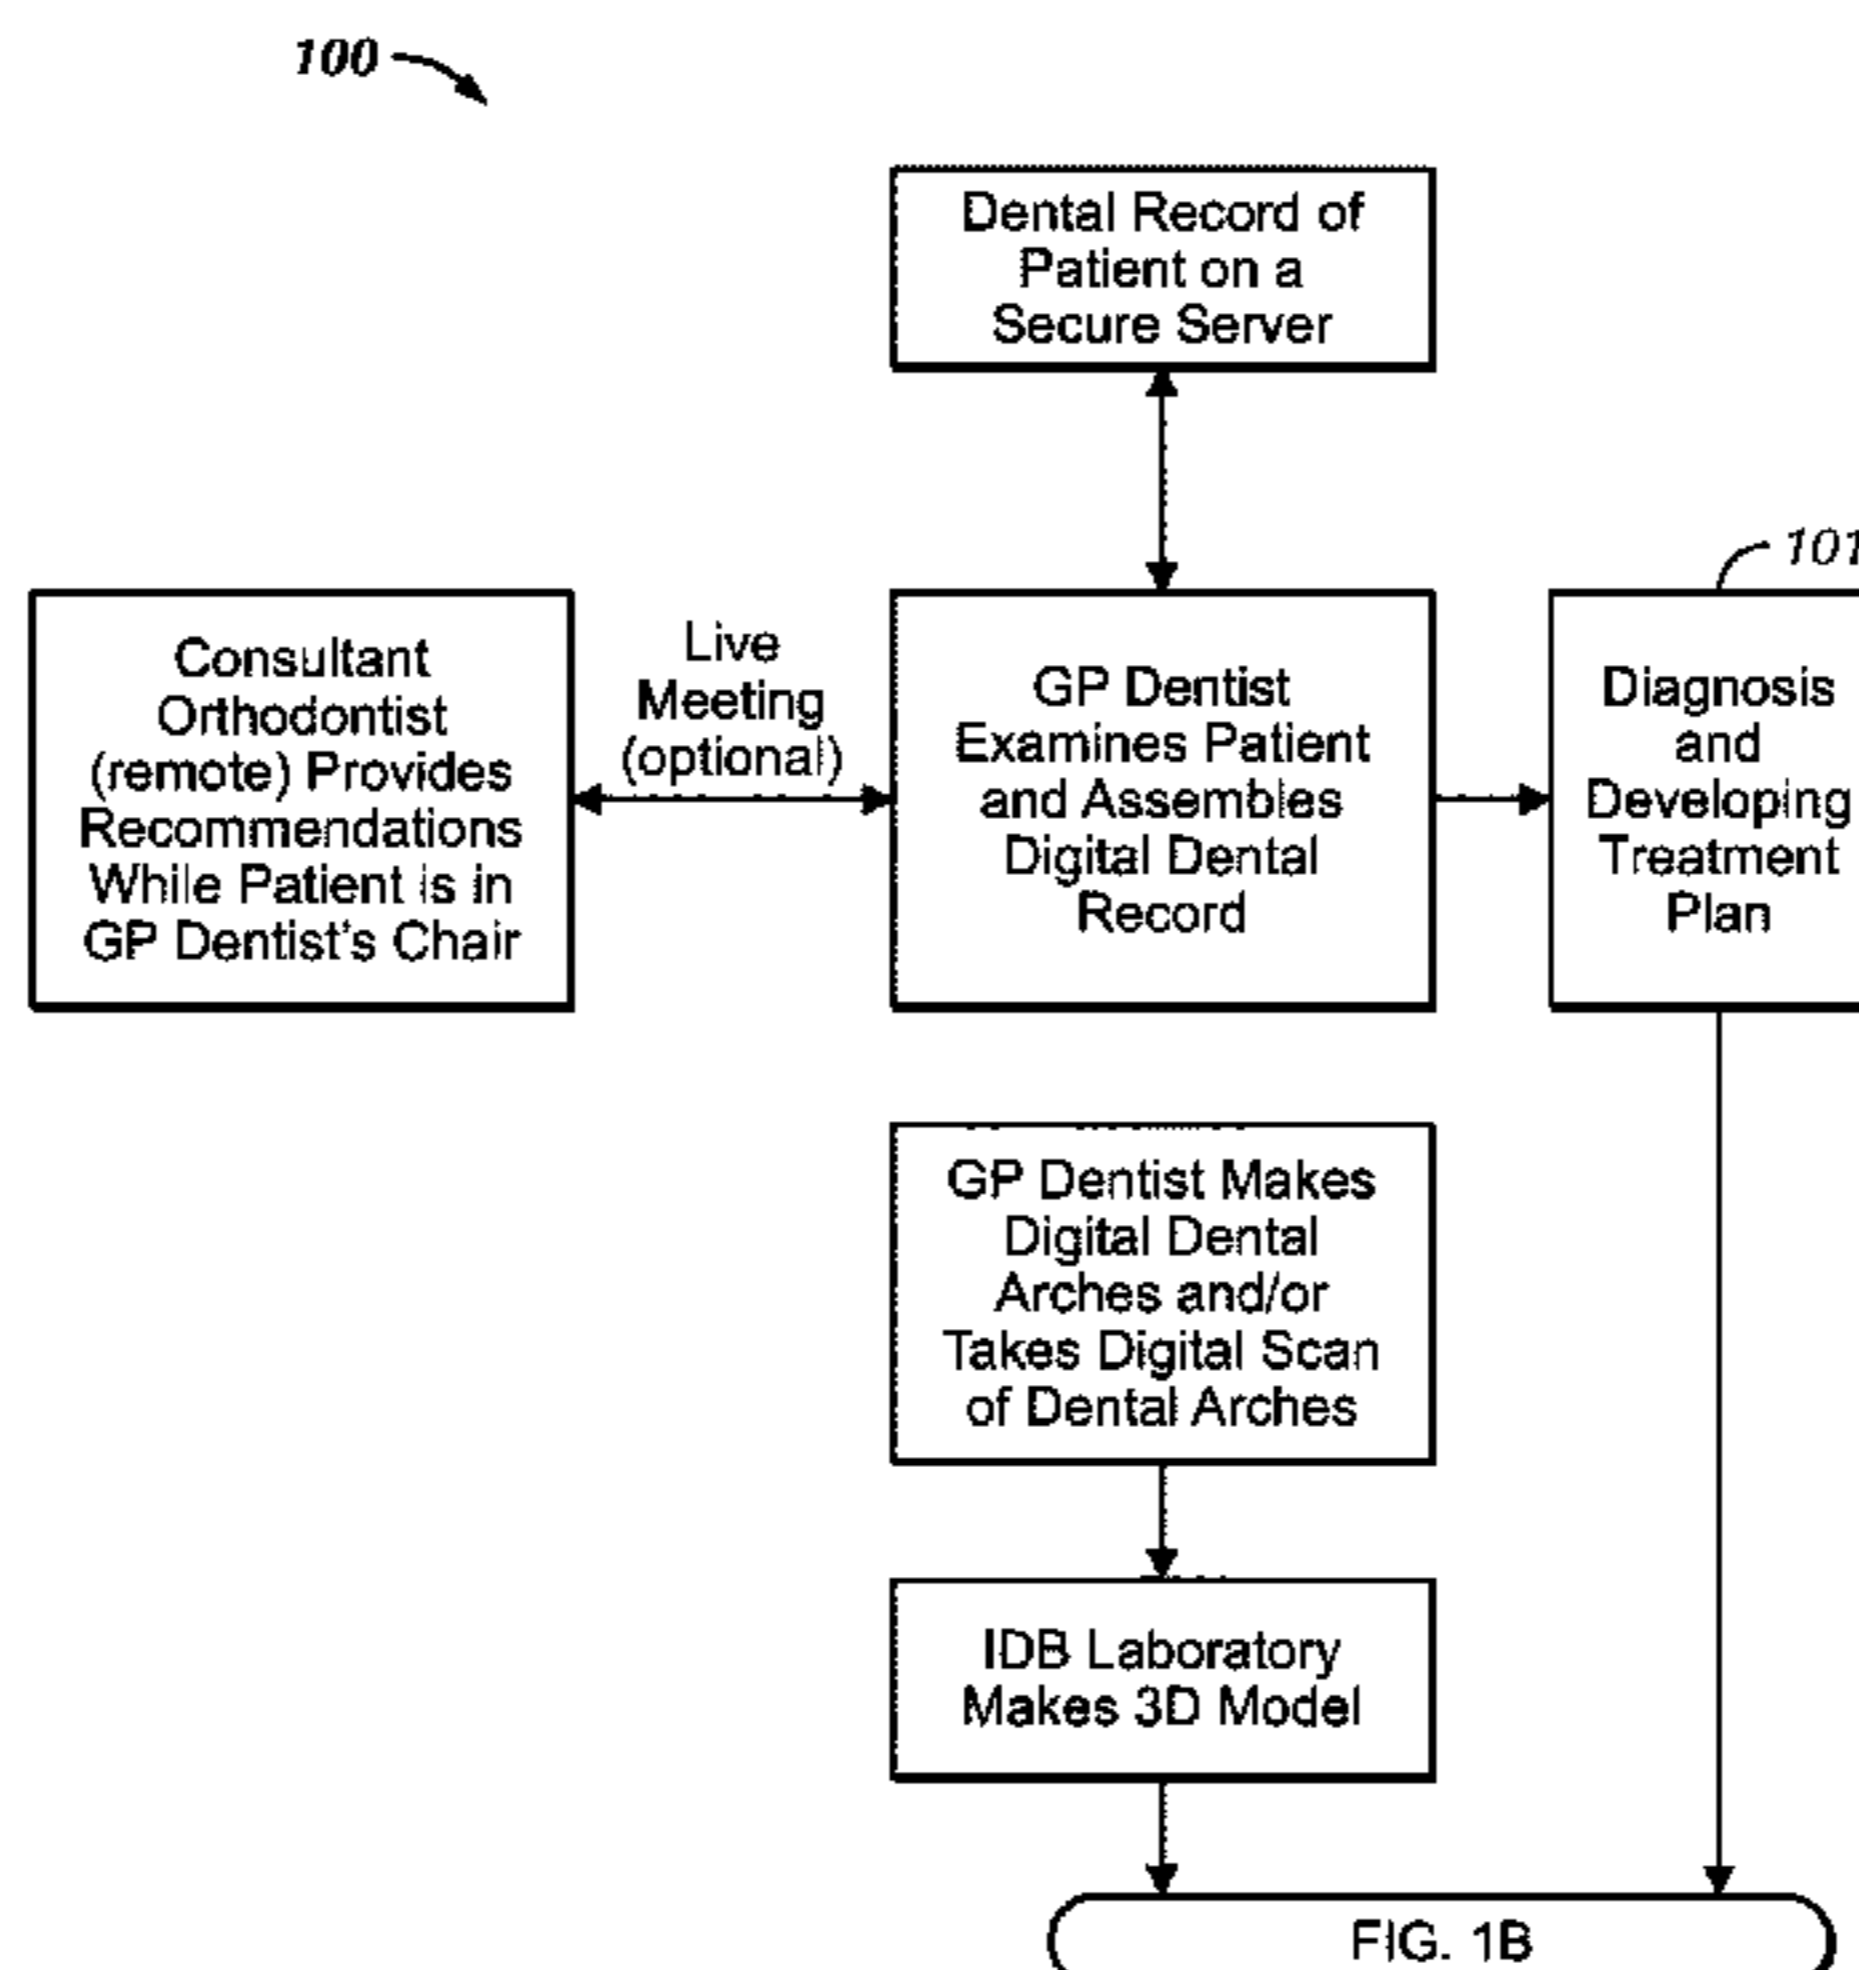 100
Dental Record of
Patient on a
Secure Server
101
Consultant
Orthodontist
(remote) Provides
Recommendations
While Patient is in
GP Dentist's Chair
Live
Meeting
(optional)
GP Dentist
Examines Patient
and Assembles
Digital Dental
Record
Diagnosis
and
Developing
Treatment
Plan
GP Dentist Makes
Digital Dental
Arches and/or
Takes Digital Scan
of Dental Arches
IDB Laboratory
Makes 3D Model
FIG. 1B